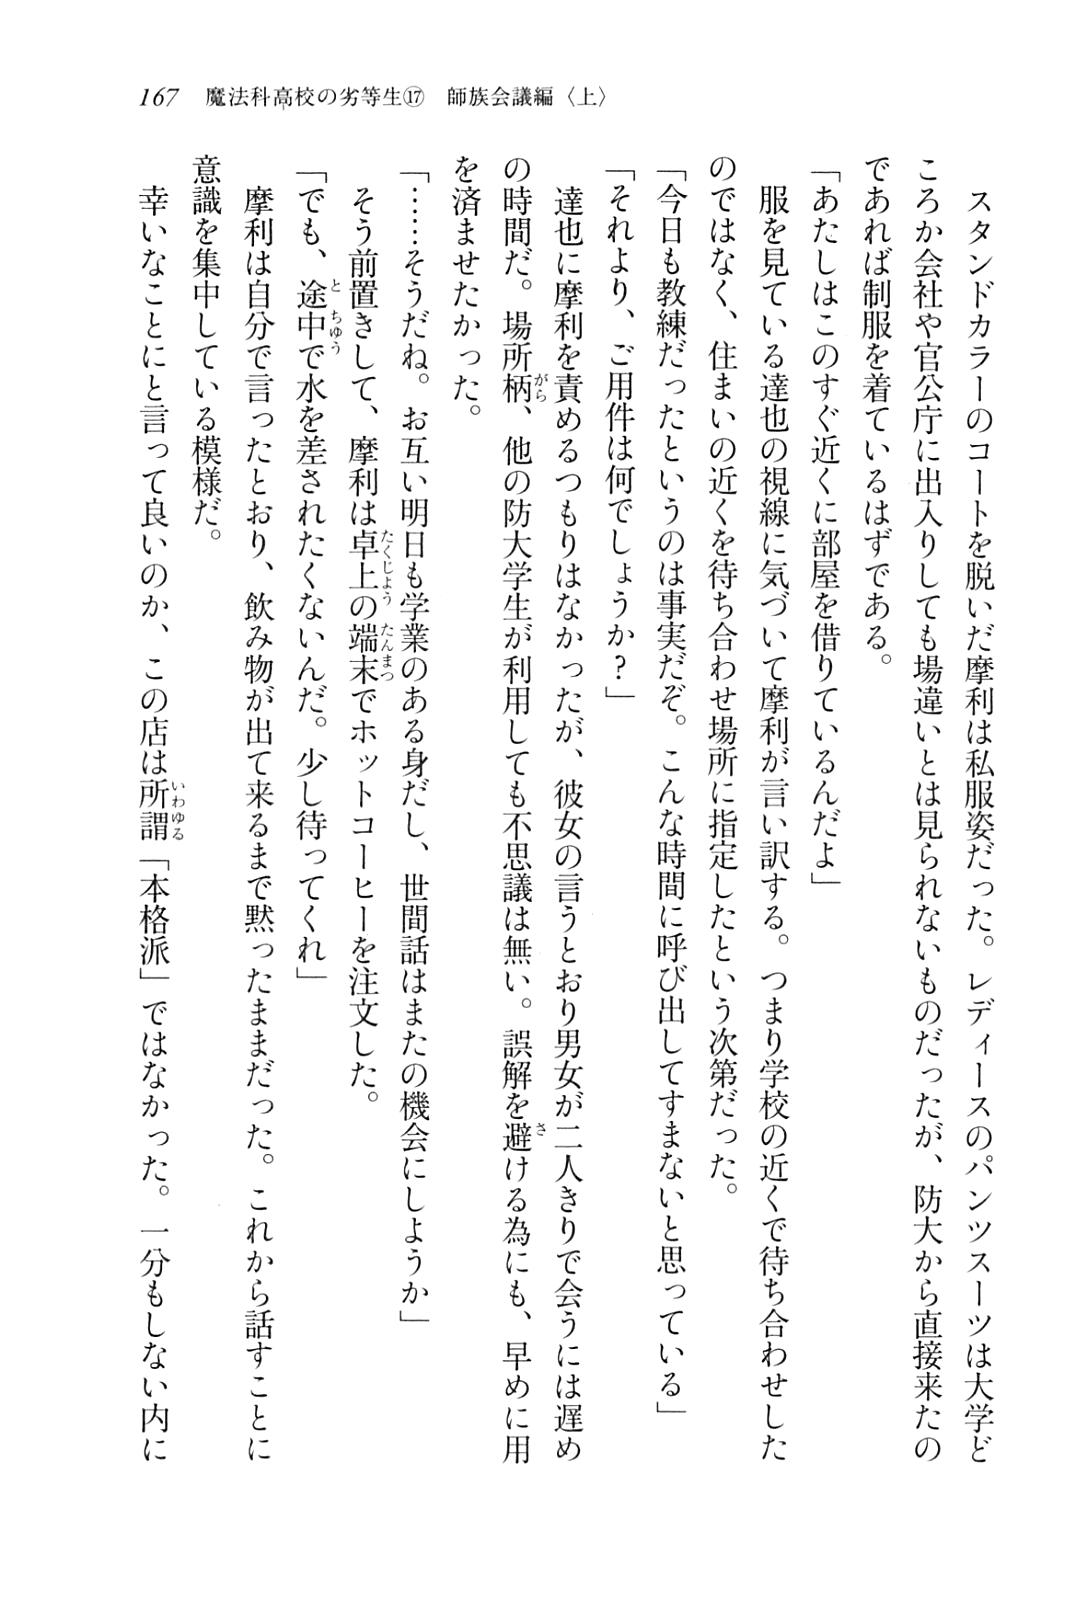 167　魔法科高校の劣等生⑰　師族会議編〈上〉
　スタンドカラーのコートを脱いだ摩利は私服姿だった。レディースのパンツスーツは大学ど
ころか会社や官公庁に出入りしても場違いとは見られないものだったが、防大から直接来たの
であれば制服を着ているはずである。
「あたしはこのすぐ近くに部屋を借りているんだよ」
　服を見ている達也の視線に気づいて摩利が言い訳する。つまり学校の近くで待ち合わせした
のではなく、住まいの近くを待ち合わせ場所に指定したという次第だった。
「今日も教練だったというのは事実だぞ。こんな時間に呼び出してすまないと思っている」
「それより、ご用件は何でしょうか？」
　達也に摩利を責めるつもりはなかったが、彼女の言うとおり男女が二人きりで会うには遅め
の時間だ。場所柄、他の防大学生が利用しても不思議は無い。誤解を避ける為にも、早めに用
を済ませたかった。
「……そうだね。お互い明日も学業のある身だし、世間話はまたの機会にしようか」
　そう前置きして、摩利は卓上の端末でホットコーヒーを注文した。
「でも、途中で水を差されたくないんだ。少し待ってくれ」
　摩利は自分で言ったとおり、飲み物が出て来るまで黙ったままだった。これから話すことに
意識を集中している模様だ。
　幸いなことにと言って良いのか、この店は所謂「本格派」ではなかった。一分もしない内に